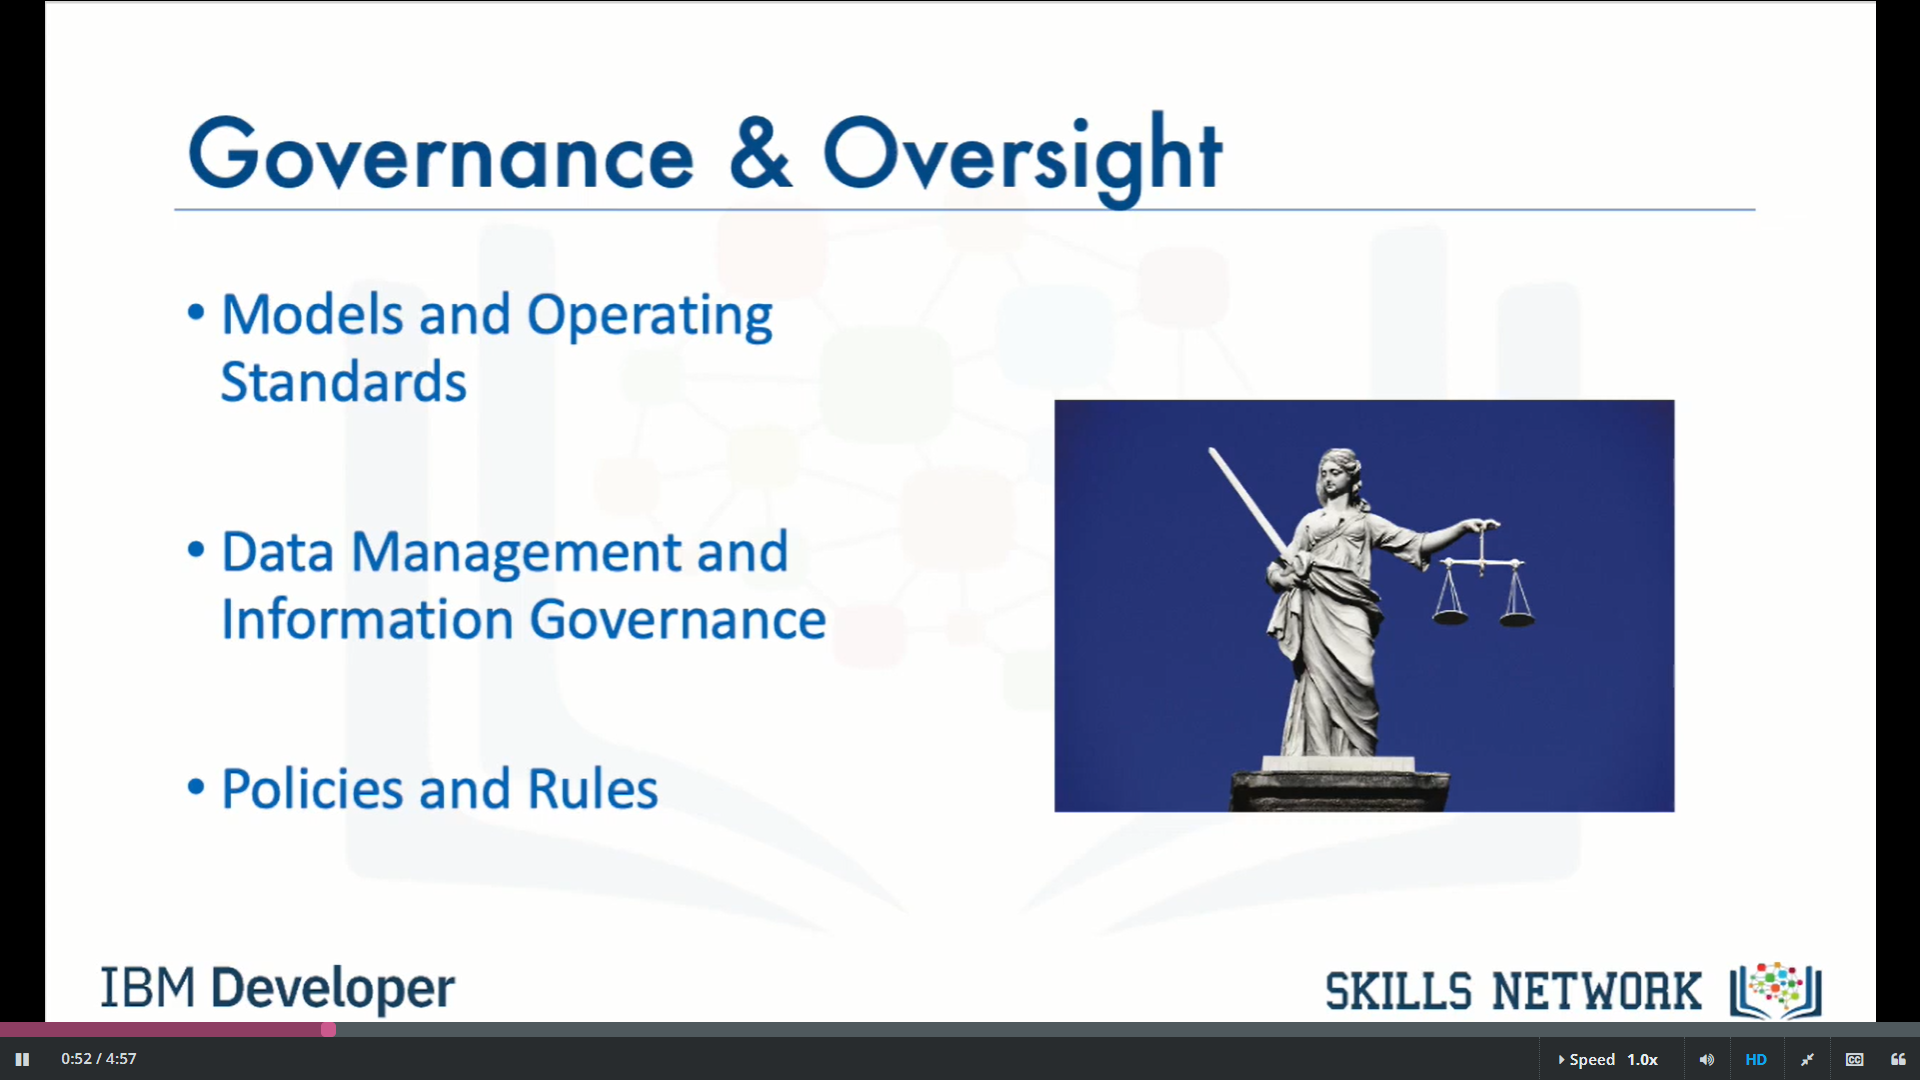 Governance & Oversight
• Models and Operating
Standards
• Data Management and
Information Governance
• Policies and Rules
IBM Developer
SKILLS NETWORK
0:52 / 4:57
Speed 1.0x
HD
CC